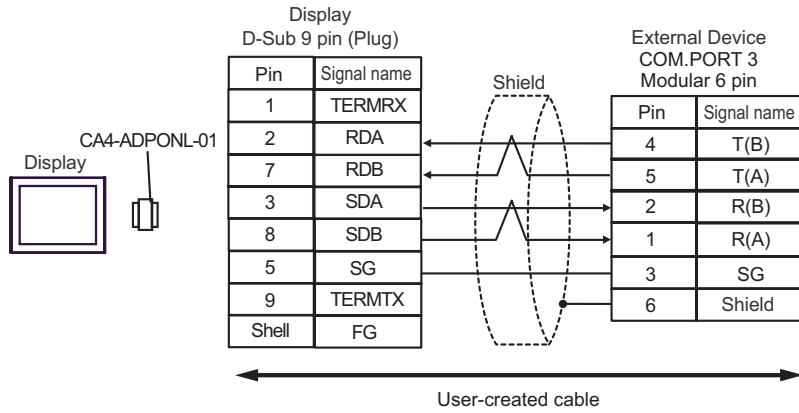 Display
D-Sub 9 pin (Plug)
Pin Signal name
1 TERMRX
2 RDA
7 RDB
3 SDA
8 SDB
5 SG
9 TERMTX
Shell FG
CA4-ADPONL-01
Display
Shield
External Device
COM.PORT 3
Modular 6 pin
Pin Signal name
4 T(B)
5 T(A)
2 R(B)
1 R(A)
3 SG
6 Shield
User-created cable